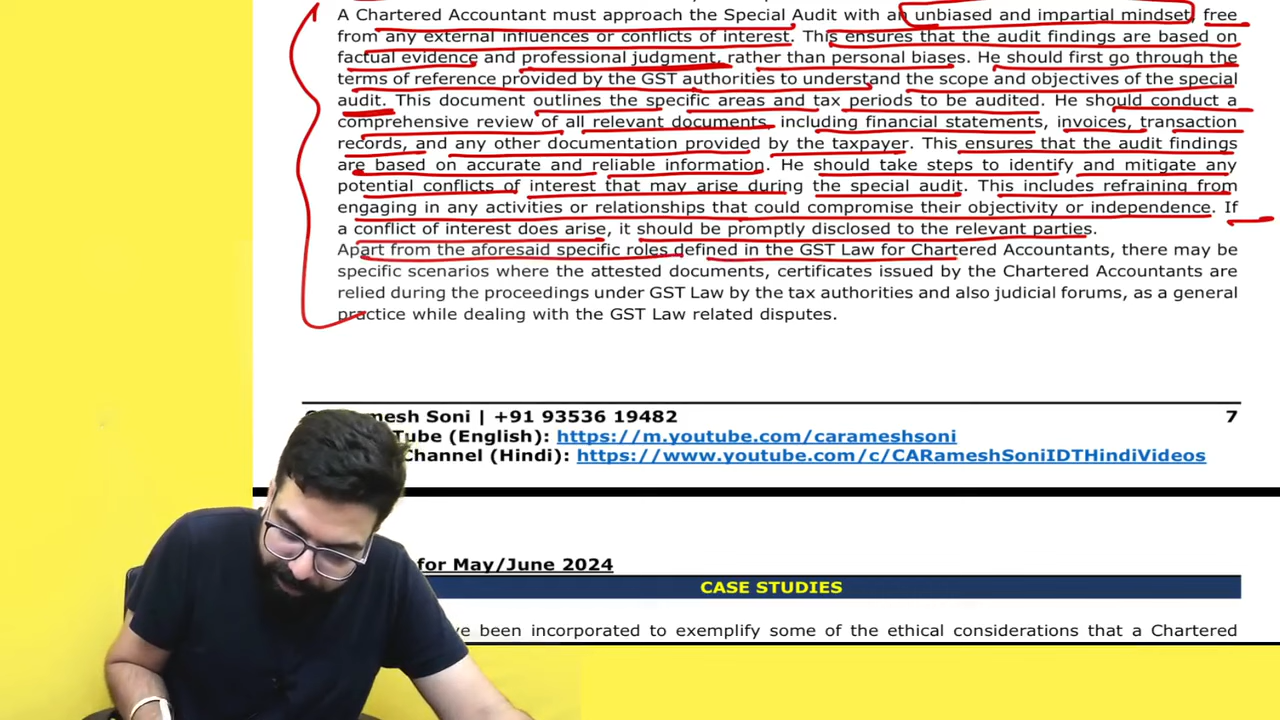 A Chartered Accountant must approach the Special Audit with an unbiased and impartial mindset, free
from any external influences or conflicts of interest. This ensures that the audit findings are based on
factual evidence and professional judgment, rather than personal biases. He should first go through the
terms of reference provided by the GST authorities to understand the scope and objectives of the special
audit. This document outlines the specific areas and tax periods to be audited. He should conduct a
comprehensive review of all relevant documents, including financial statements, invoices, transaction
records, and any other documentation provided by the taxpayer. This ensures that the audit findings
are based on accurate and reliable information. He should take steps to identify and mitigate any
potential conflicts of interest that may arise during the special audit. This includes refraining from
engaging in any activities or relationships that could compromise their objectivity or independence. If
a conflict of interest does arise, it should be promptly disclosed to the relevant parties.
Apart from the aforesaid specific roles defined in the GST Law for Chartered Accountants, there may be
specific scenarios where the attested documents, certificates issued by the Chartered Accountants are
relied during the proceedings under GST Law by the tax authorities and also judicial forums, as a general
practice while dealing with the GST Law related disputes.
mesh Soni | +91 93536 19482 7
Tube (English): https://m.youtube.com/carameshsoni
Channel (Hindi): https://www.youtube.com/c/CARameshSoniIDTHindiVideos
for May/June 2024
CASE STUDIES
ve been incorporated to exemplify some of the ethical considerations that a Chartered